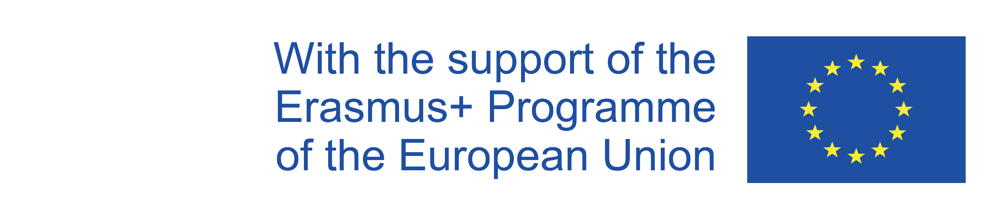 With the support of the
Erasmus+ Programme
of the European Union